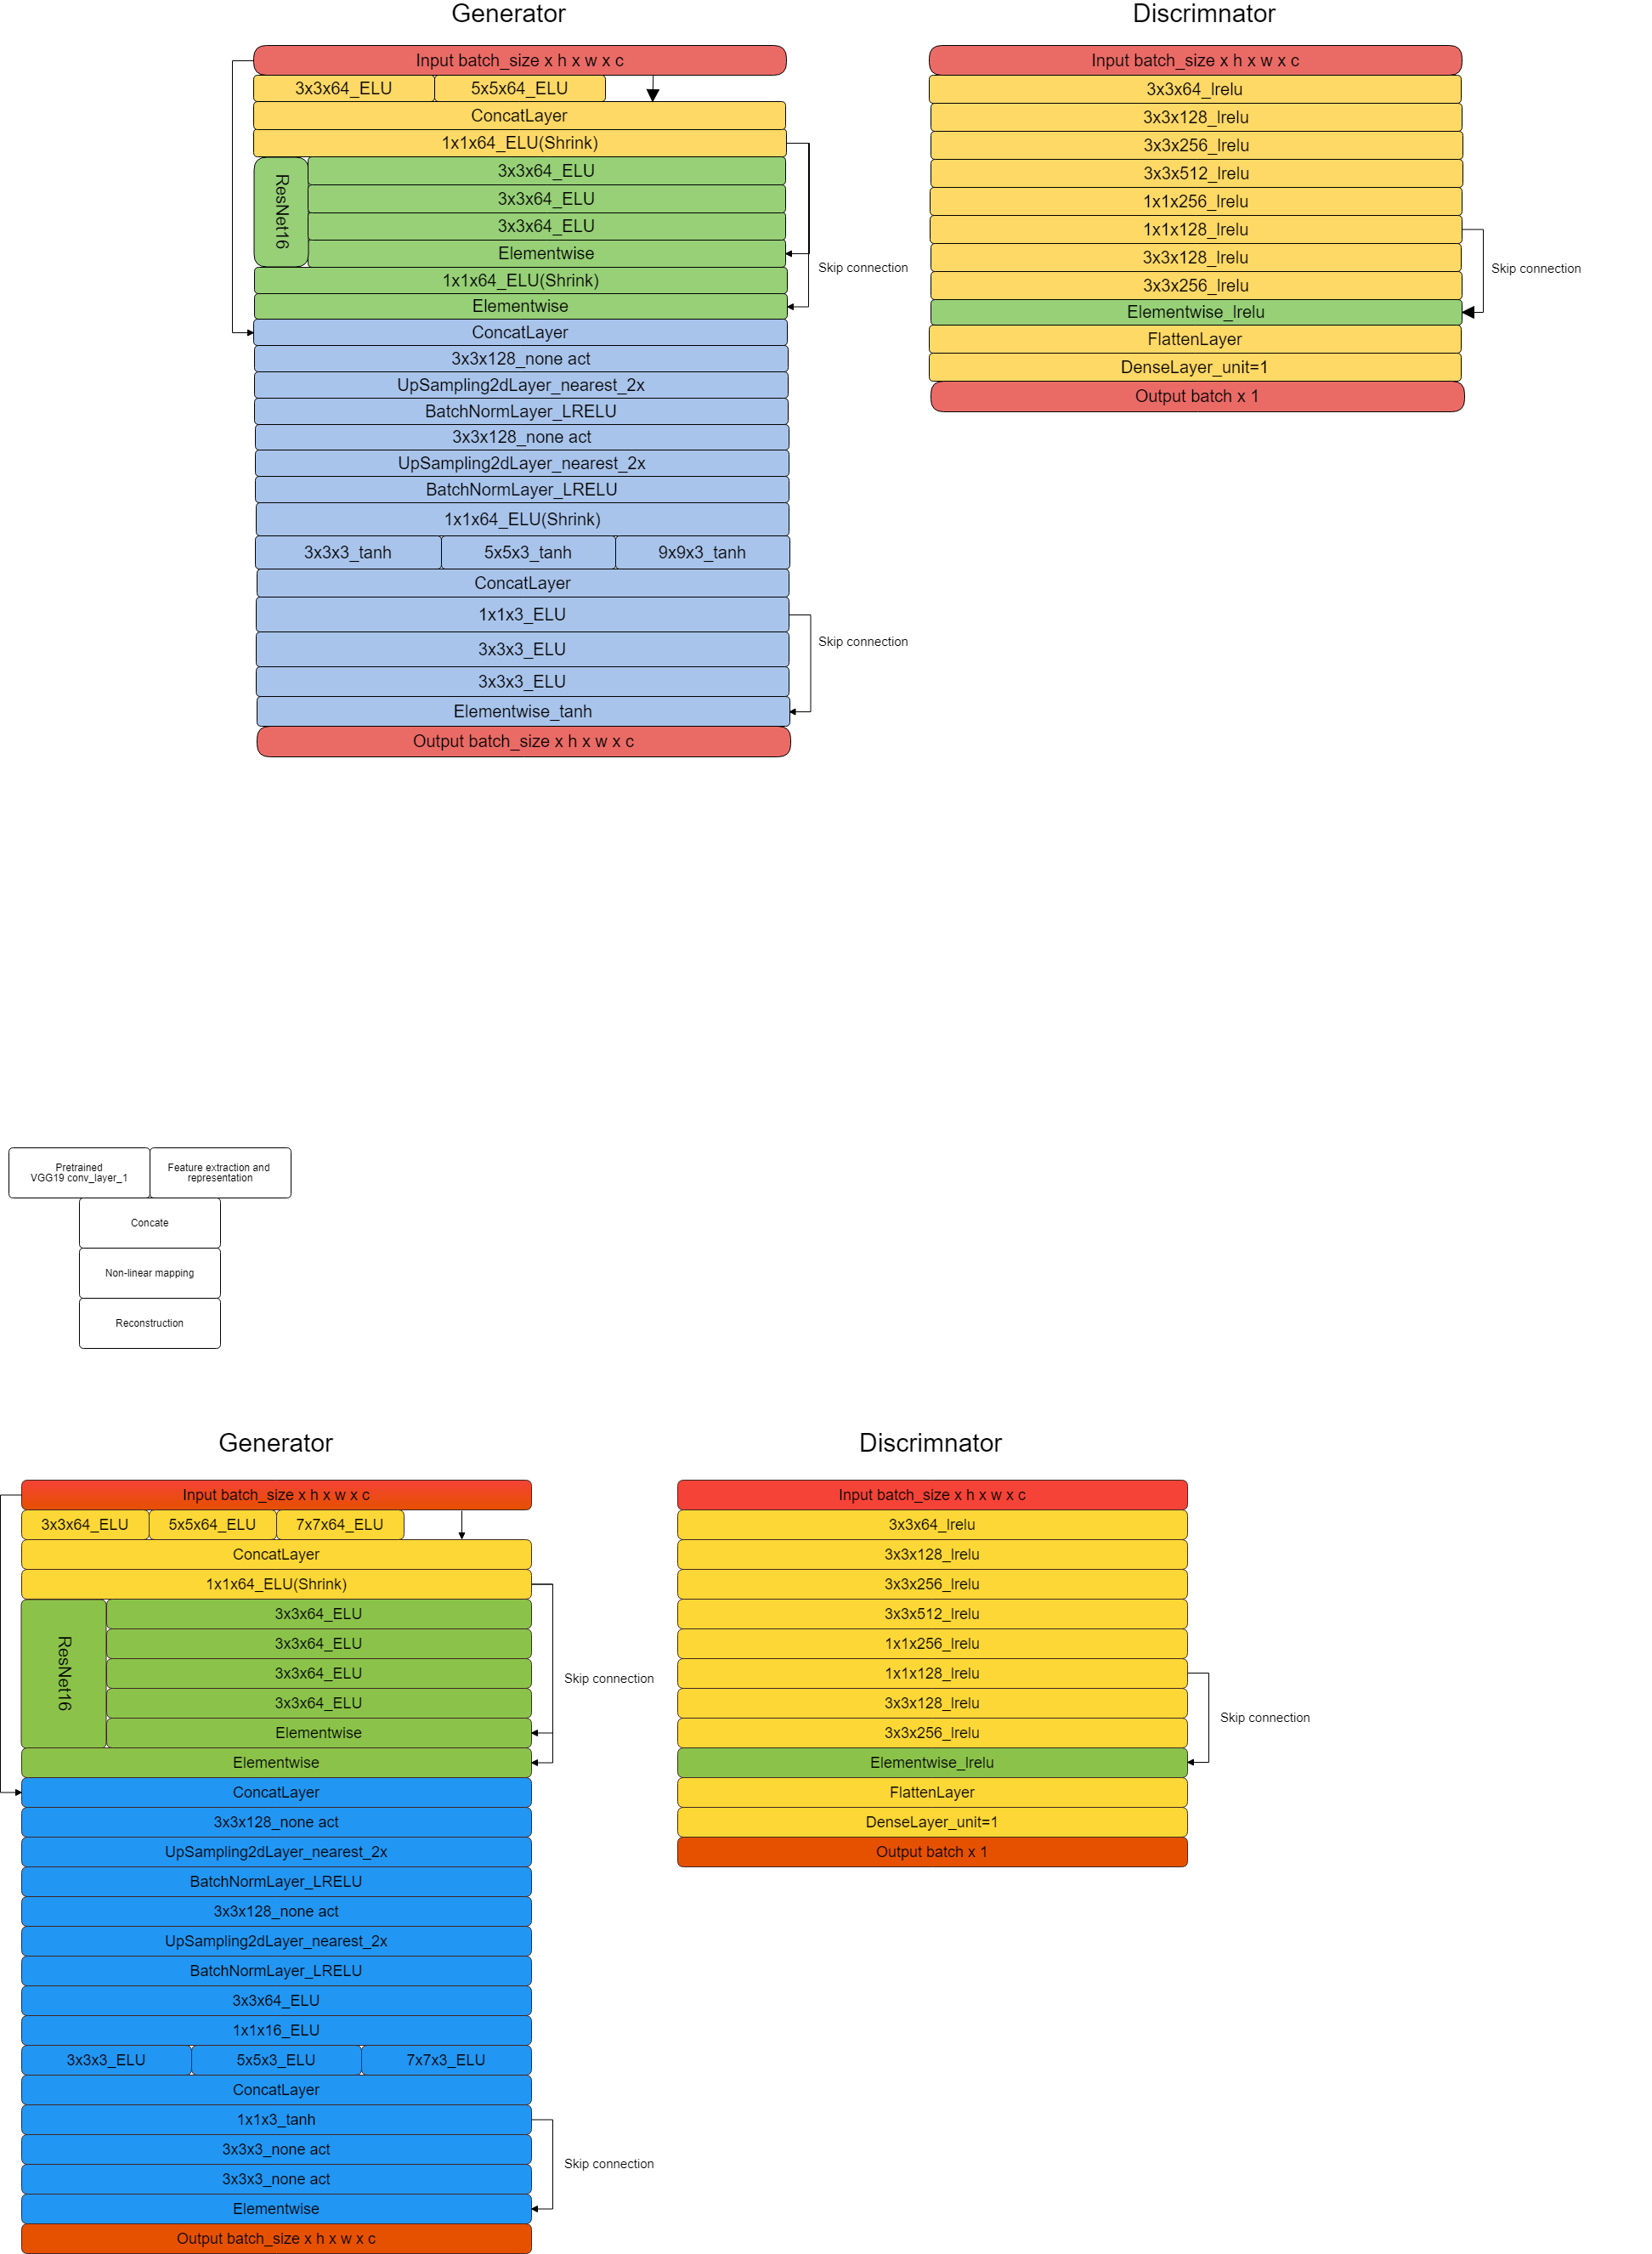 Generator
Input batch_size x h x w x c
3x3x64_ELU
5x5x64_ELU
ConcatLayer
1x1x64_ELU(Shrink)
ResNet16
3x3x64_ELU
3x3x64_ELU
3x3x64_ELU
Elementwise
1x1x64_ELU(Shrink)
Elementwise
Skip connection
ConcatLayer
3x3x128_none act
UpSampling2dLayer_nearest_2x
BatchNormLayer_LRELU
3x3x128_none act
UpSampling2dLayer_nearest_2x
BatchNormLayer_LRELU
1x1x64_ELU(Shrink)
3x3x3_tanh
5x5x3_tanh
9x9x3_tanh
ConcatLayer
1x1x3_ELU
3x3x3_ELU
3x3x3_ELU
Elementwise_tanh
Skip connection
Output batch_size x h x w x c
Discrimnator
Input batch_size x h x w x c
3x3x64_lrelu
3x3x128_lrelu
3x3x256_lrelu
3x3x512_lrelu
1x1x256_lrelu
1x1x128_lrelu
3x3x128_lrelu
3x3x256_lrelu
Elementwise_lrelu
Skip connection
FlattenLayer
DenseLayer_unit=1
Output batch x 1
Pretrained
VGG19 conv_layer_1
Feature extraction and
representation
Concate
Non-linear mapping
Reconstruction
Generator
Input batch_size x h x w x c
3x3x64_ELU
5x5x64_ELU
7x7x64_ELU
ConcatLayer
1x1x64_ELU(Shrink)
ResNet16
3x3x64_ELU
3x3x64_ELU
3x3x64_ELU
3x3x64_ELU
Elementwise
Elementwise
Skip connection
ConcatLayer
3x3x128_none act
UpSampling2dLayer_nearest_2x
BatchNormLayer_LRELU
3x3x128_none act
UpSampling2dLayer_nearest_2x
BatchNormLayer_LRELU
3x3x64_ELU
1x1x16_ELU
3x3x3_ELU
5x5x3_ELU
7x7x3_ELU
ConcatLayer
1x1x3_tanh
3x3x3_none act
3x3x3_none act
Elementwise
Skip connection
Output batch_size x h x w x c
Discrimnator
Input batch_size x h x w x c
3x3x64_lrelu
3x3x128_lrelu
3x3x256_lrelu
3x3x512_lrelu
1x1x256_lrelu
1x1x128_lrelu
3x3x128_lrelu
3x3x256_lrelu
Elementwise_lrelu
Skip connection
FlattenLayer
DenseLayer_unit=1
Output batch x 1